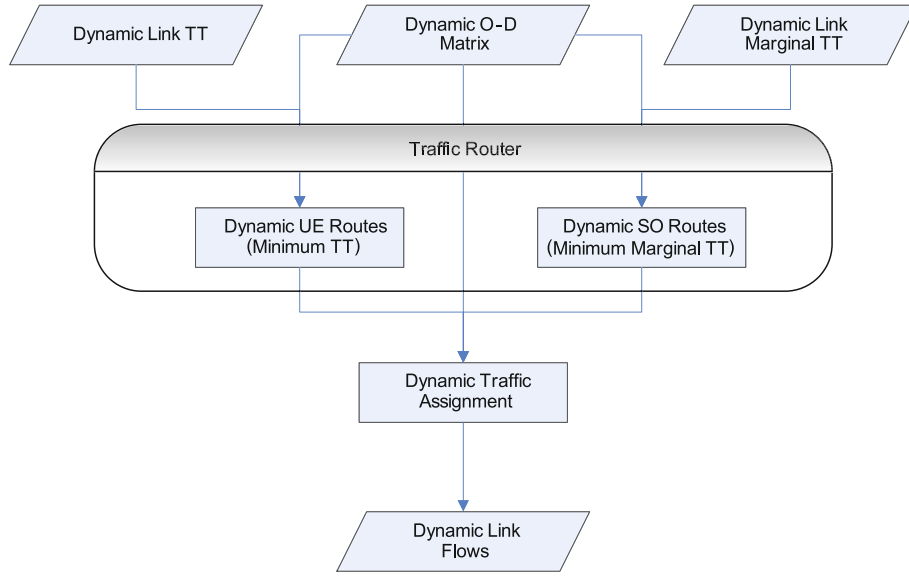 Dynamic Link TT
Dynamic O-D
Matrix
Dynamic Link
Marginal TT
Traffic Router
Dynamic UE Routes
(Minimum TT)
Dynamic SO Routes
(Minimum Marginal TT)
Dynamic Traffic
Assignment
Dynamic Link
Flows